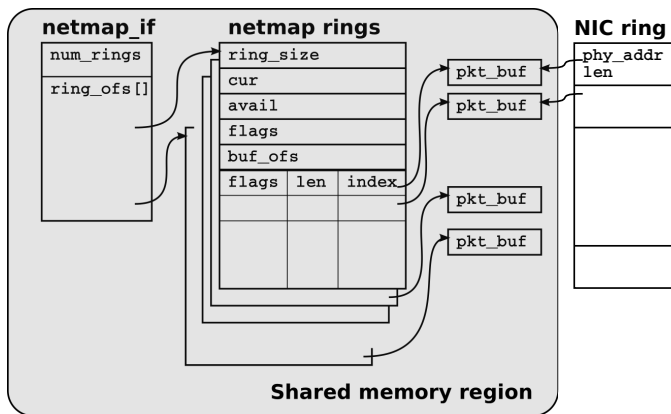 netmap_if
netmap rings
NIC ring
num_rings
ring_ofs[]
ring_size
cur
avail
flags
buf_ofs
flags len index
pkt_buf
pkt_buf
pkt_buf
pkt_buf
phy_addr
len
Shared memory region